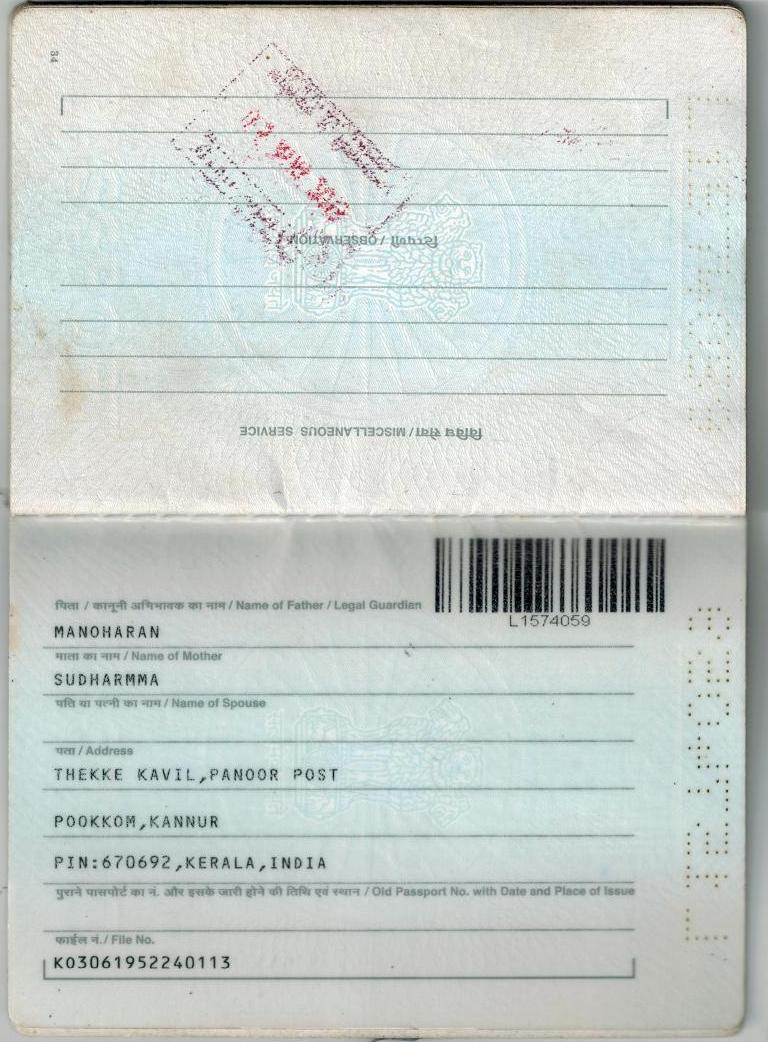 34
टिप्पणी / OBSERVATION
विविध सेवा / MISCELLANEOUS SERVICE
L1574059
पिता / कानूनी अभिभावक का नाम / Name of Father / Legal Guardian
MANOHARAN
माता का नाम / Name of Mother
SUDHARMMA
पति या पत्नी का नाम / Name of Spouse
पता / Address
THEKKE KAVIL,PANOOR POST
POOKKOM,KANNUR
PIN:670692,KERALA,INDIA
पुराने पासपोर्ट का नं. और इसके जारी होने की तिथि एवं स्थान / Old Passport No. with Date and Place of Issue
फाईल नं./ File No.
K03061952240113